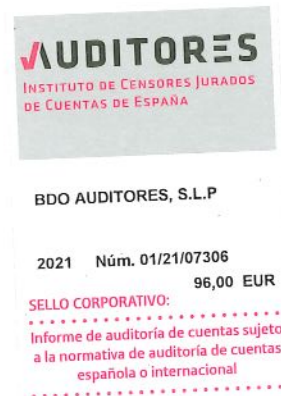 AUDITORES
INSTITUTO DE CENSORES JURADOS
DE CUENTAS DE ESPAÑA
BDO AUDITORES, S.L.P
2021 Núm. 01/21/07306
96,00 EUR
SELLO CORPORATIVO:
Informe de auditoría de cuentas sujeto
a la normativa de auditoría de cuentas
española o internacional